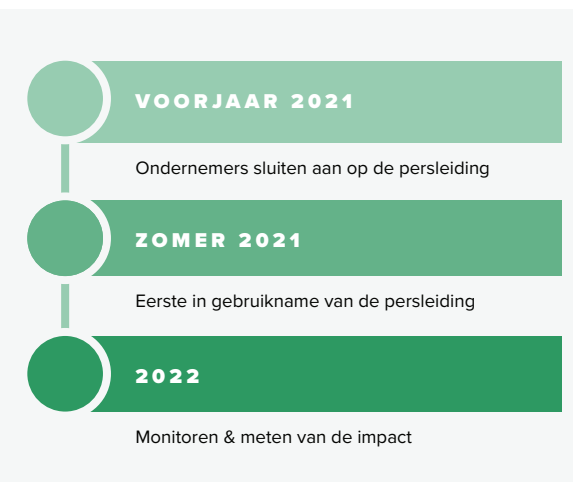 VOORJAAR 2021
Ondernemers sluiten aan op de persleiding
ZOMER 2021
Eerste in gebruikname van de persleiding
2022
Monitoren & meten van de impact